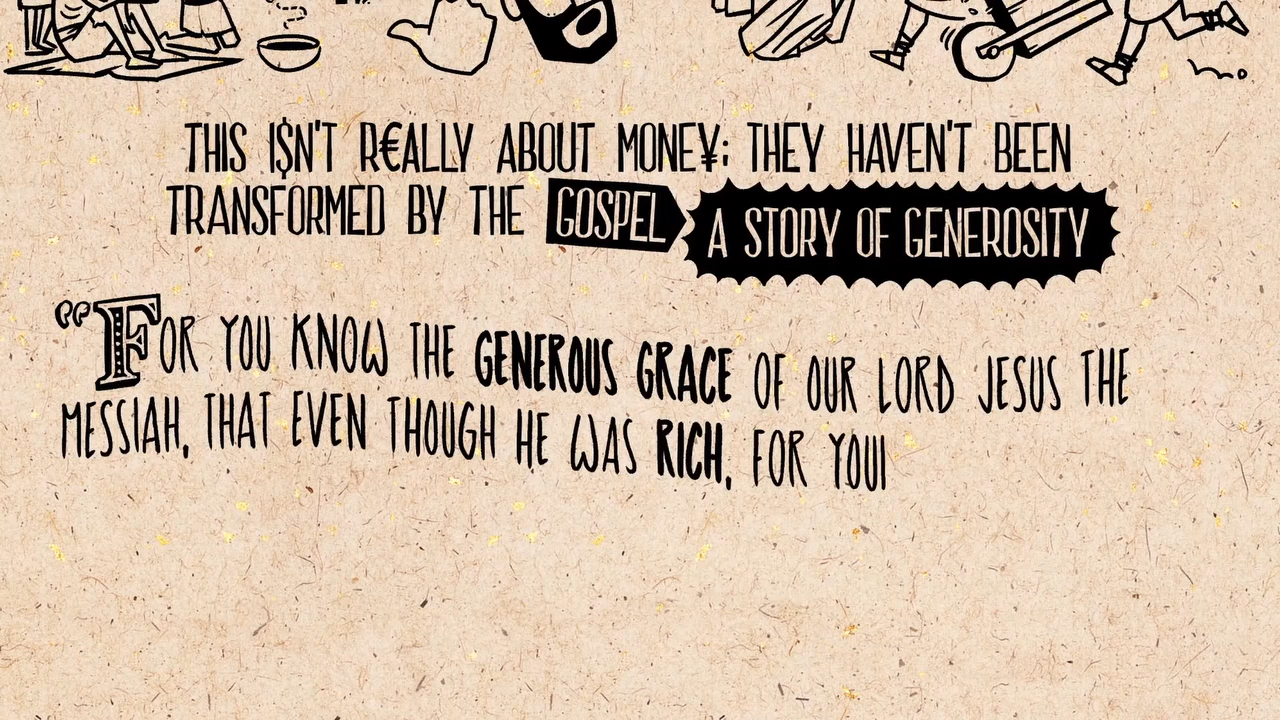 THIS I$N'T R€ALLY ABOUT MONE¥; THEY HAVEN'T BEEN
TRANSFORMED BY THE GOSPEL A STORY OF GENEROSITY
“FOR YOU KNOW THE GENEROUS GRACE OF OUR LORD JESUS THE
MESSIAH, THAT EVEN THOUGH HE WAS RICH, FOR YOU